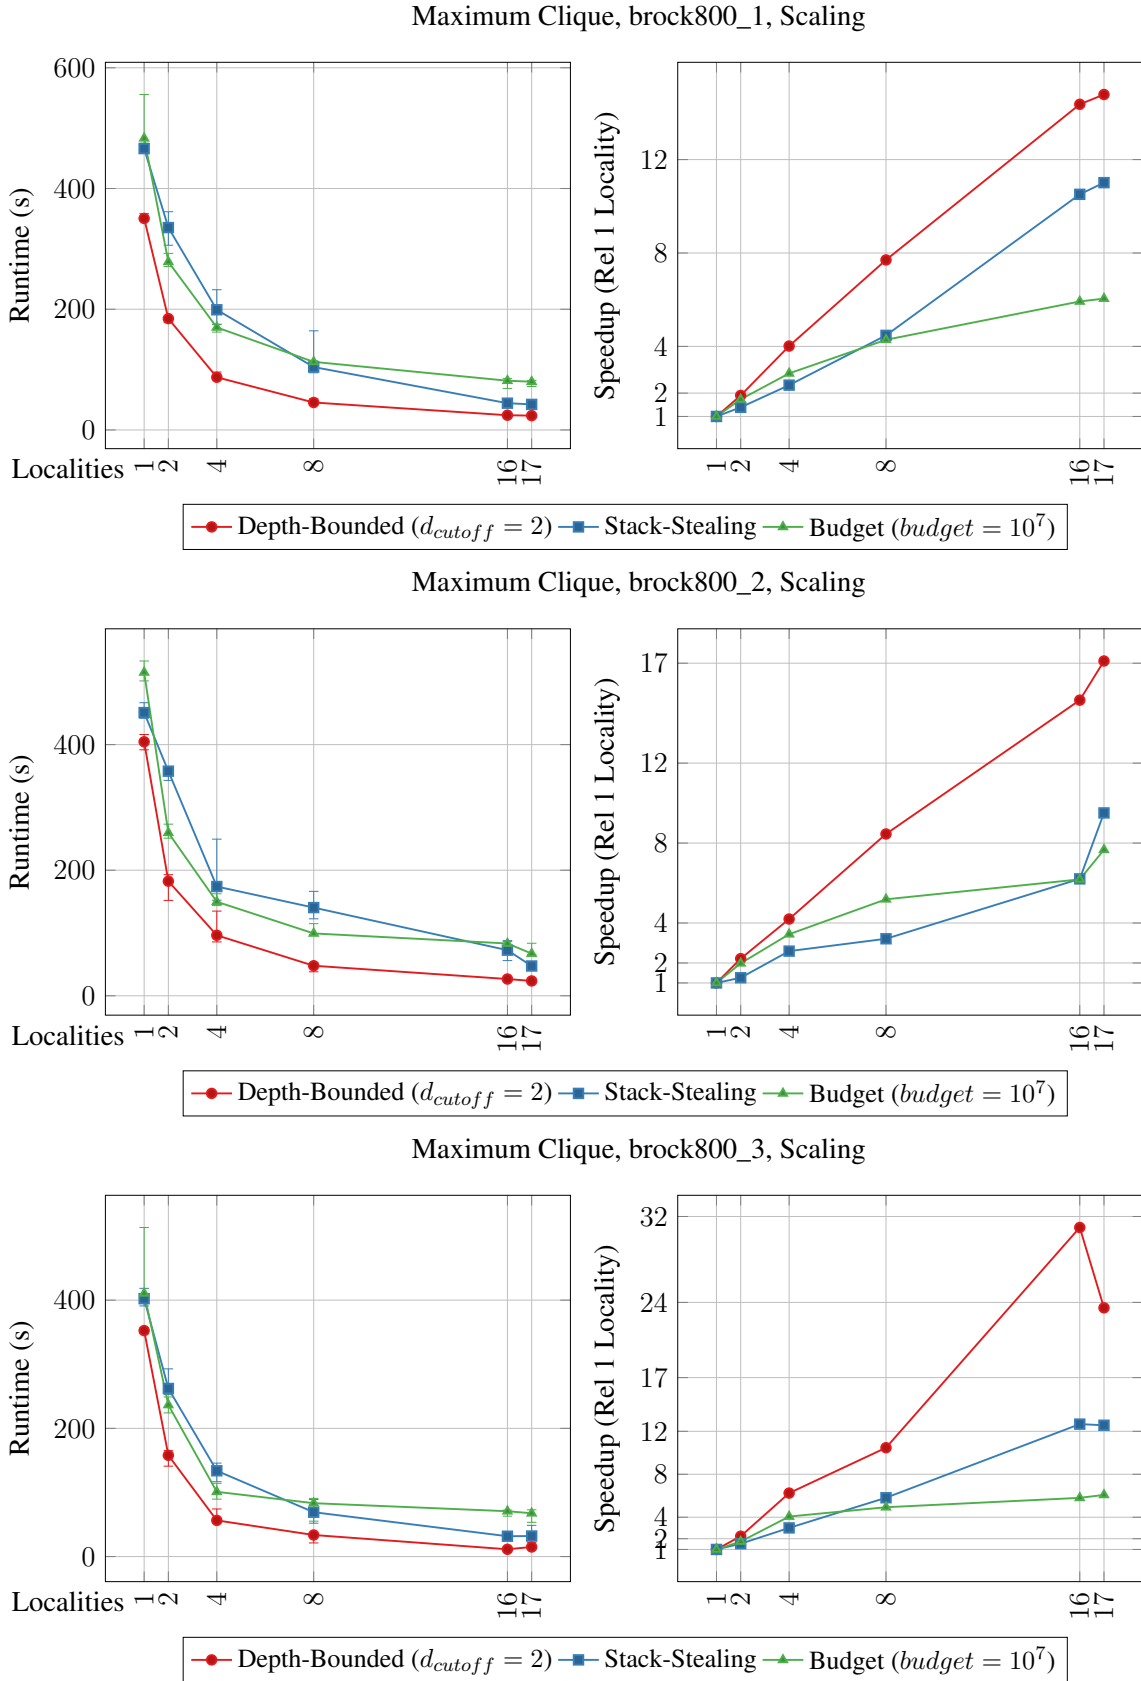 Maximum Clique, brock800_1, Scaling
Runtime (s)
600
400
200
0
Localities
1 2 4 8 16 17
Speedup (Rel 1 Locality)
12
8
4
2
1
1 2 4 8 16 17
Depth-Bounded (d_cutoff = 2) Stack-Stealing Budget (budget = 10^7)
Maximum Clique, brock800_2, Scaling
Runtime (s)
400
200
0
Localities
1 2 4 8 16 17
Speedup (Rel 1 Locality)
17
12
8
4
2
1
1 2 4 8 16 17
Depth-Bounded (d_cutoff = 2) Stack-Stealing Budget (budget = 10^7)
Maximum Clique, brock800_3, Scaling
Runtime (s)
400
200
0
Localities
1 2 4 8 16 17
Speedup (Rel 1 Locality)
32
24
17
12
8
4
2
1
1 2 4 8 16 17
Depth-Bounded (d_cutoff = 2) Stack-Stealing Budget (budget = 10^7)